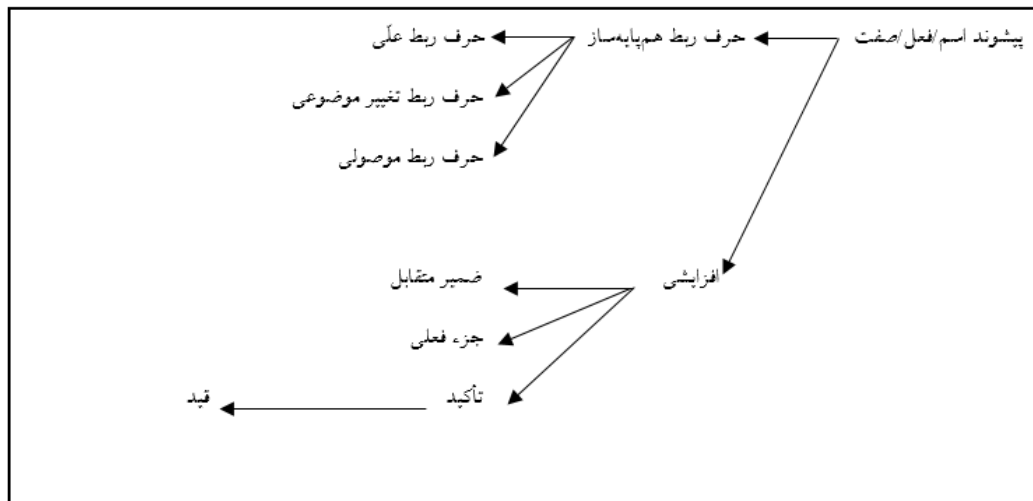 پیشوند اسم/فعل/صفت حرف ربط هم‌پایه‌ساز حرف ربط علّی
حرف ربط تغییر موضوعی
حرف ربط موصولی
افزایشی ضمیر متقابل
جزء فعلی
تأکید قید